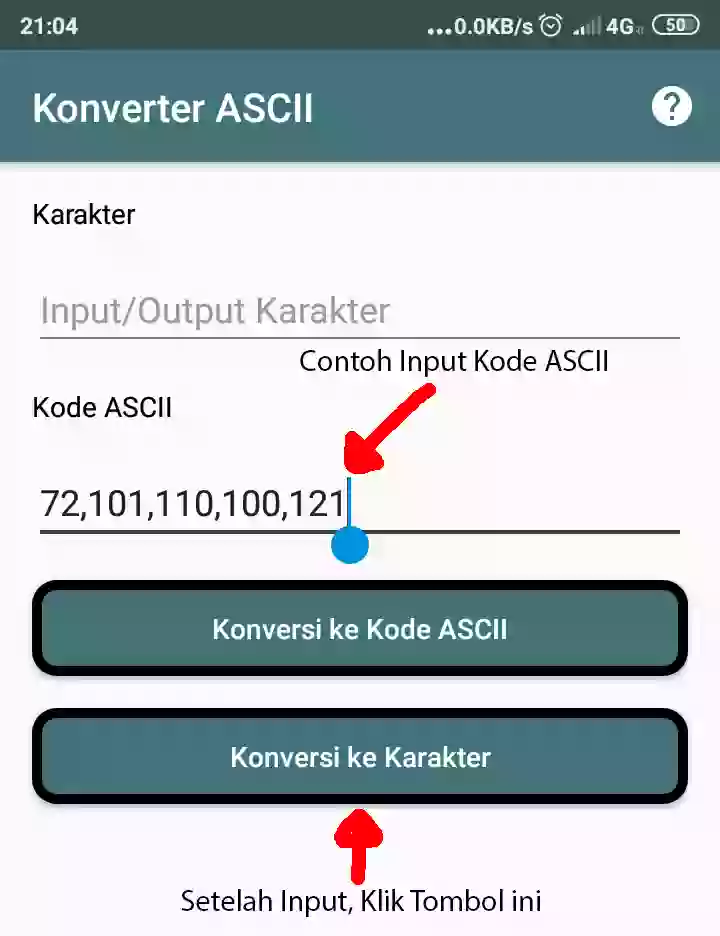 21:04 ...0.0KB/s 4G 50
Konverter ASCII ?
Karakter
Input/Output Karakter
Contoh Input Kode ASCII
Kode ASCII
72,101,110,100,121
Konversi ke Kode ASCII
Konversi ke Karakter
Setelah Input, Klik Tombol ini